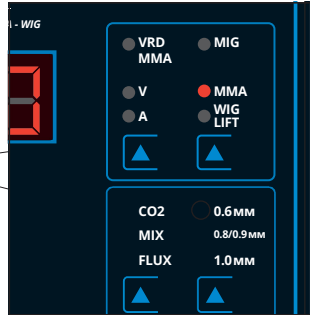 - WIG
VRD
MMA
MIG
V
MMA
A
WIG
LIFT
CO2
0.6мм
MIX
0.8/0.9мм
FLUX
1.0мм